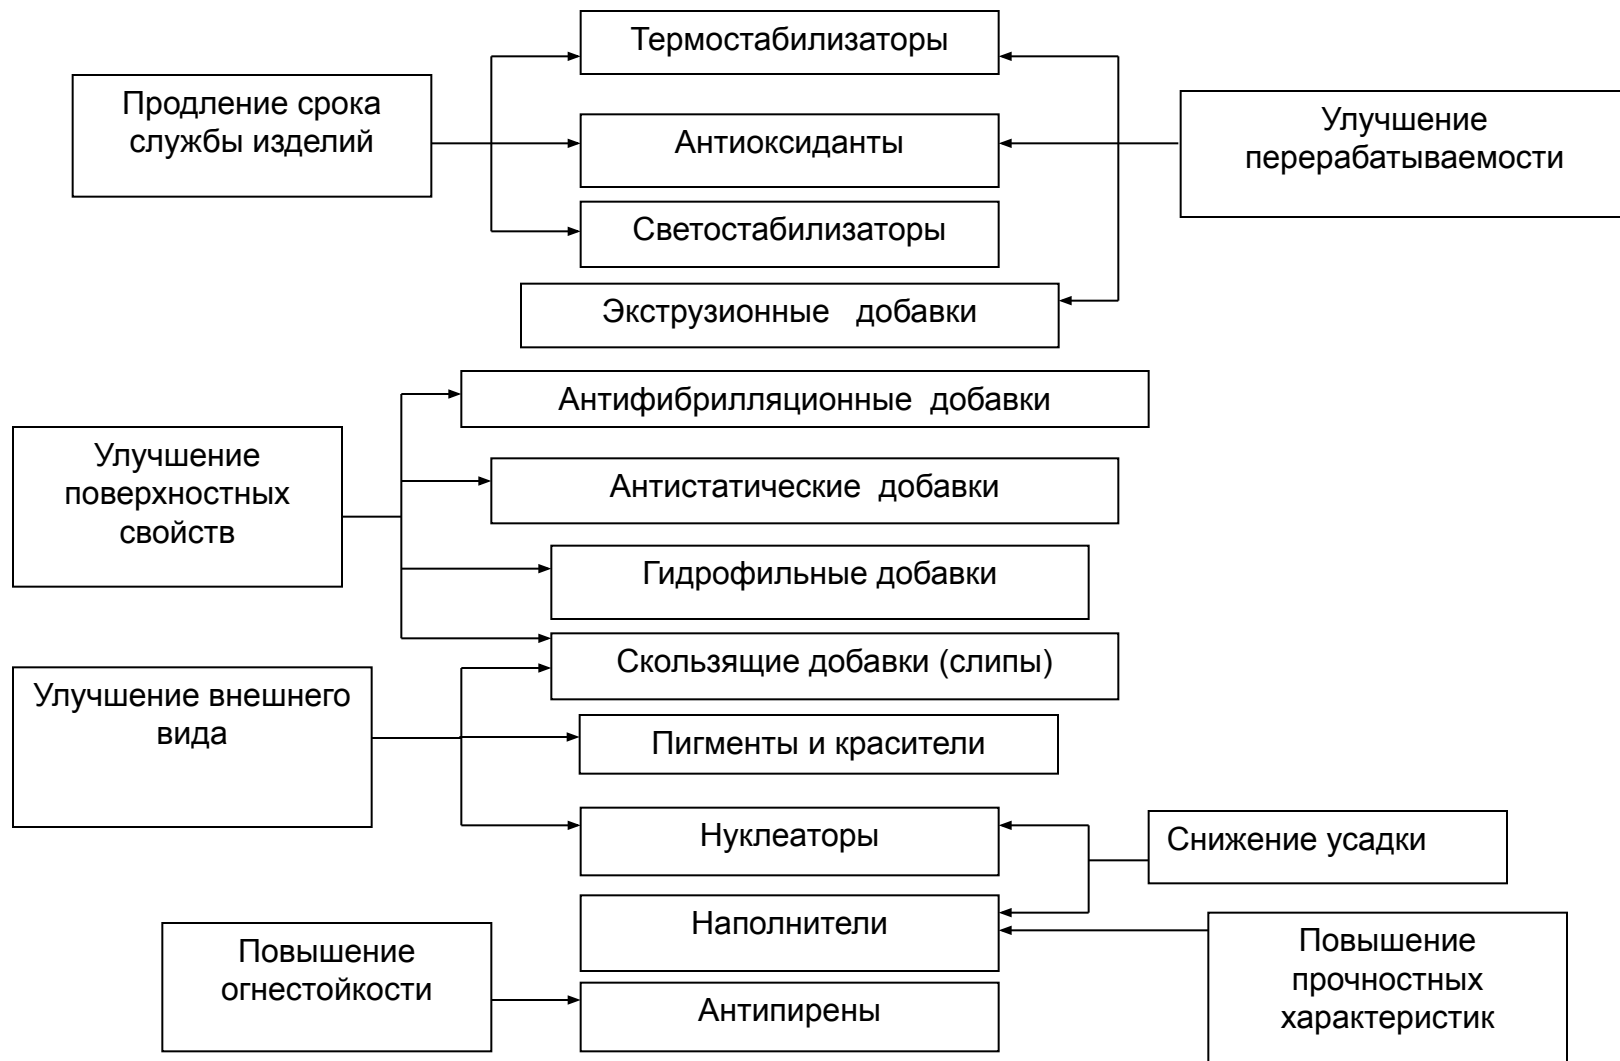 Термостабилизаторы
Продление срока
службы изделий
Антиоксиданты
Улучшение
перерабатываемости
Светостабилизаторы
Экструзионные добавки
Антифибрилляционные добавки
Улучшение
поверхностных
свойств
Антистатические добавки
Гидрофильные добавки
Скользящие добавки (слипы)
Улучшение внешнего
вида
Пигменты и красители
Нуклеаторы
Снижение усадки
Наполнители
Повышение
огнестойкости
Повышение
прочностных
характеристик
Антипирены